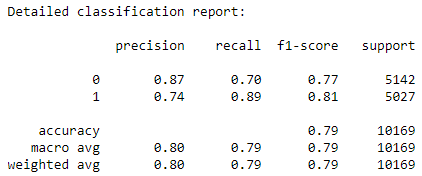 Detailed classification report:
precision recall f1-score support
0 0.87 0.70 0.77 5142
1 0.74 0.89 0.81 5027
accuracy 0.79 10169
macro avg 0.80 0.79 0.79 10169
weighted avg 0.80 0.79 0.79 10169